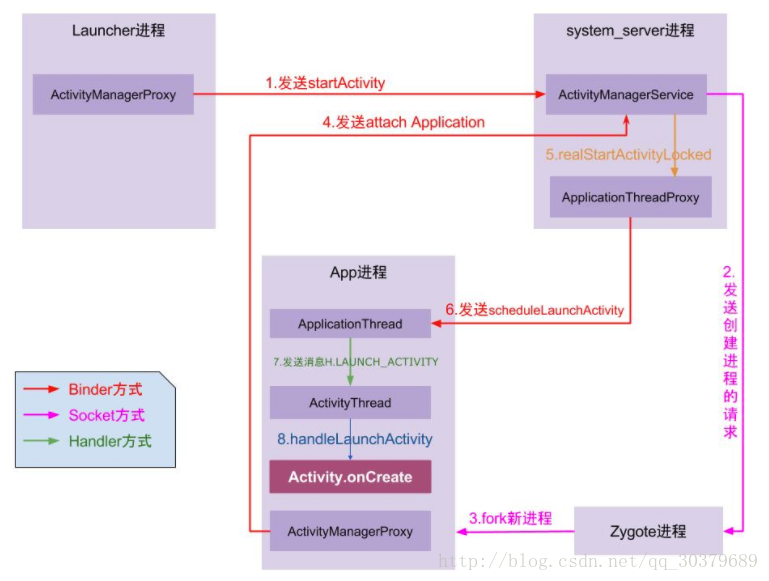 Launcher进程
ActivityManagerProxy
1.发送startActivity
system_server进程
ActivityManagerService
4.发送attach Application
5.realStartActivityLocked
ApplicationThreadProxy
2.发送创建进程的请求
App进程
6.发送scheduleLaunchActivity
ApplicationThread
7.发送消息H.LAUNCH_ACTIVITY
ActivityThread
8.handleLaunchActivity
Activity.onCreate
ActivityManagerProxy
3.fork新进程
Zygote进程
Binder方式
Socket方式
Handler方式
http://blog.csdn.net/qq_30379689